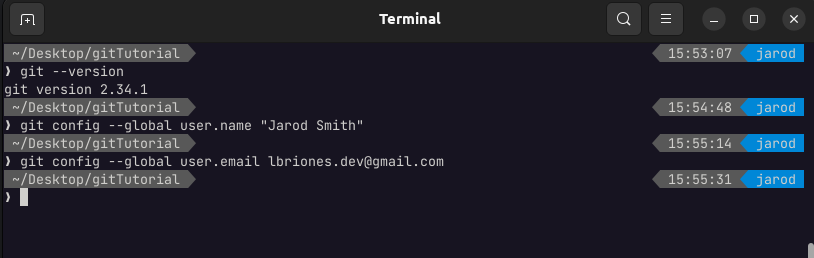 Terminal
~/Desktop/gitTutorial 15:53:07 jarod
❯ git --version
git version 2.34.1
~/Desktop/gitTutorial 15:54:48 jarod
❯ git config --global user.name "Jarod Smith"
~/Desktop/gitTutorial 15:55:14 jarod
❯ git config --global user.email lbriones.dev@gmail.com
~/Desktop/gitTutorial 15:55:31 jarod
❯